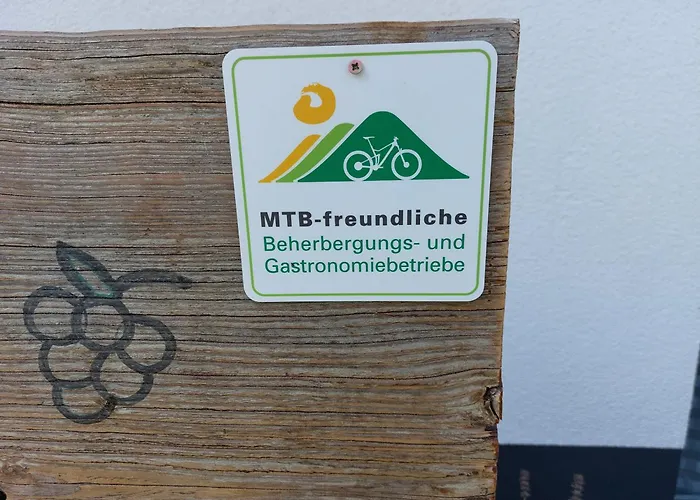 MTB-freundliche
Beherbergungs- und
Gastronomiebetriebe